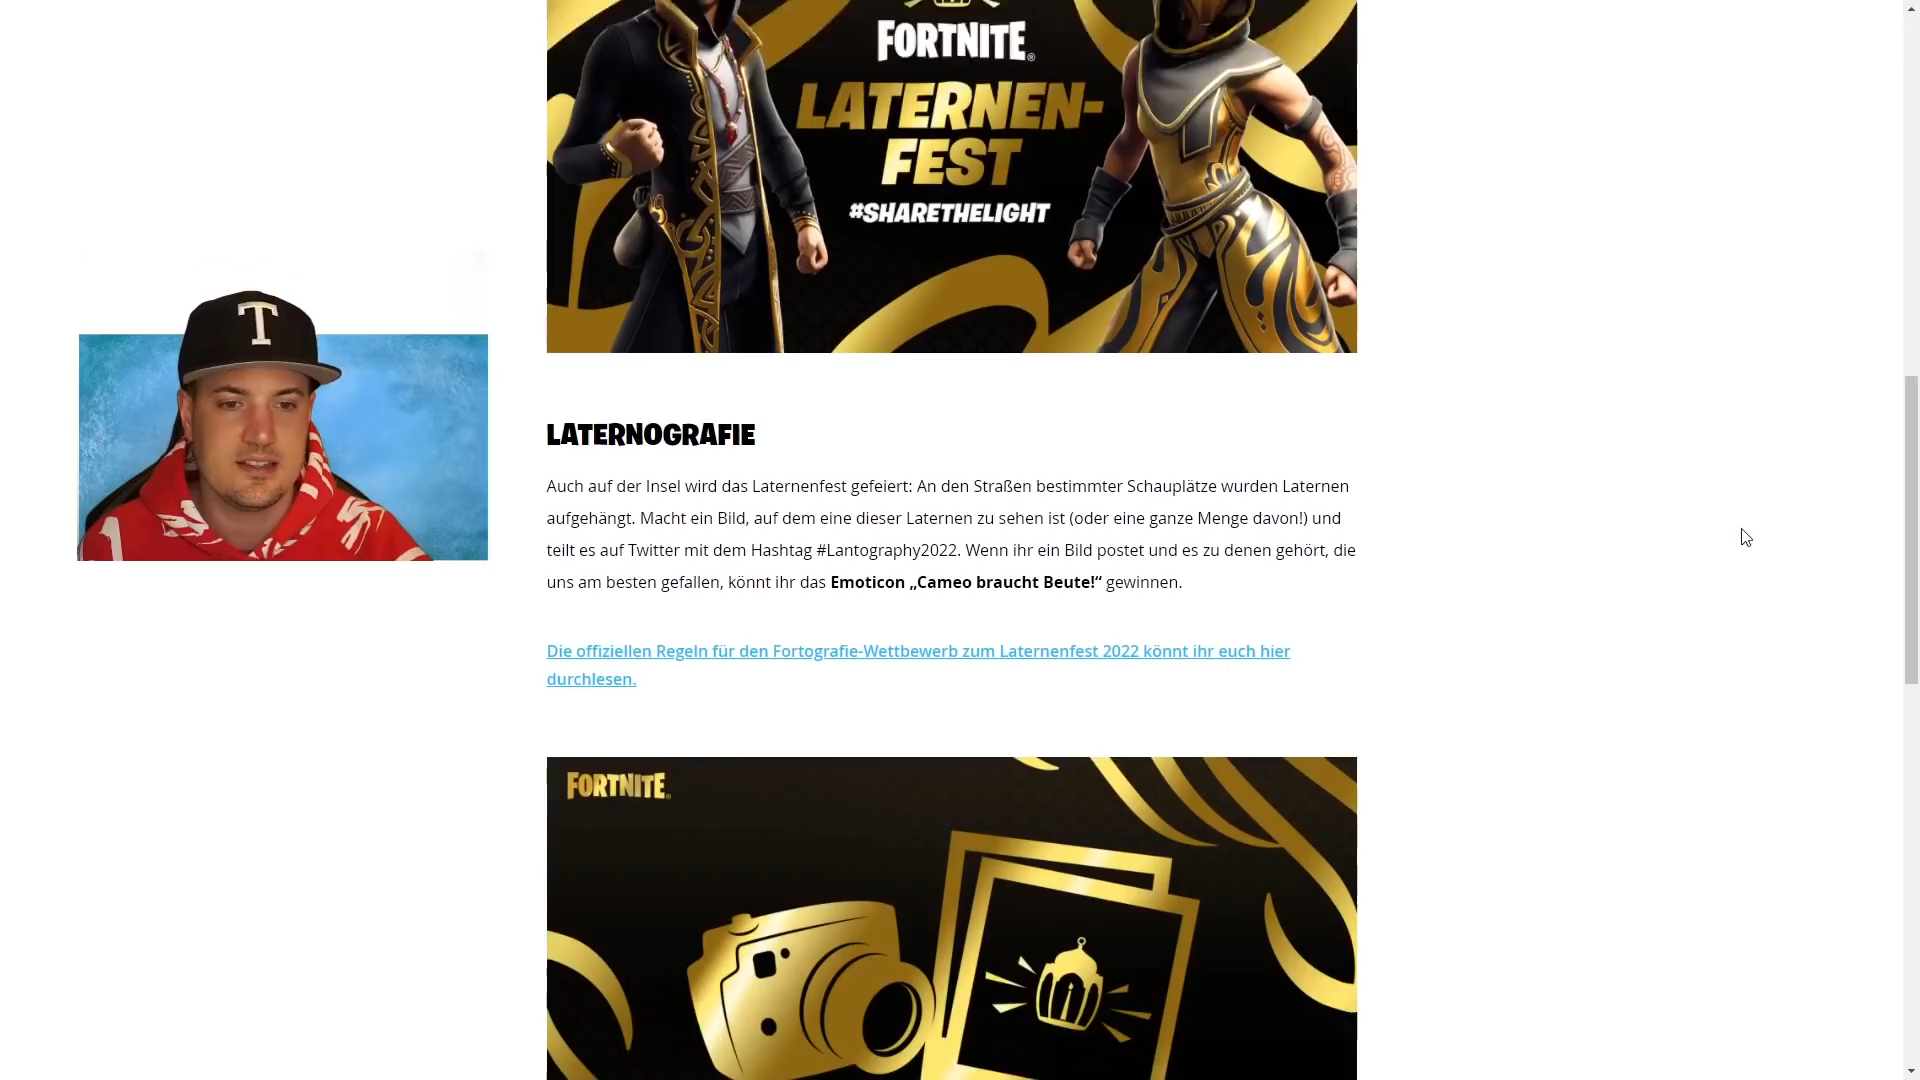 FORTNITE®
LATERNEN-
FEST
#SHARETHELIGHT
T
LATERNOGRAFIE
Auch auf der Insel wird das Laternenfest gefeiert: An den Straßen bestimmter Schauplätze wurden Laternen
aufgehängt. Macht ein Bild, auf dem eine dieser Laternen zu sehen ist (oder eine ganze Menge davon!) und
teilt es auf Twitter mit dem Hashtag #Lantography2022. Wenn ihr ein Bild postet und es zu denen gehört, die
uns am besten gefallen, könnt ihr das Emoticon „Cameo braucht Beute!“ gewinnen.
Die offiziellen Regeln für den Fortografie-Wettbewerb zum Laternenfest 2022 könnt ihr euch hier
durchlesen.
FORTNITE®